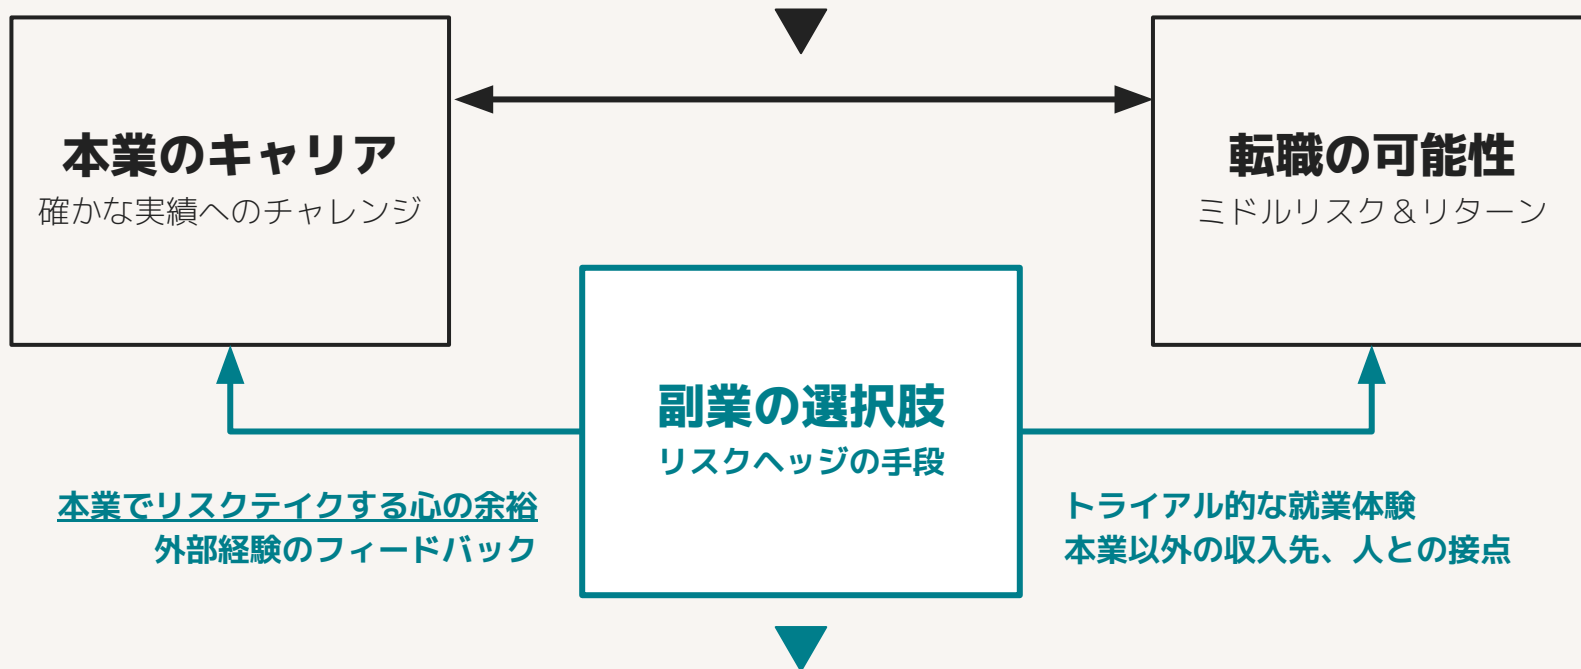 本業のキャリア
確かな実績へのチャレンジ
転職の可能性
ミドルリスク＆リターン
副業の選択肢
リスクヘッジの手段
本業でリスクテイクする心の余裕
外部経験のフィードバック
トライアル的な就業体験
本業以外の収入先、人との接点